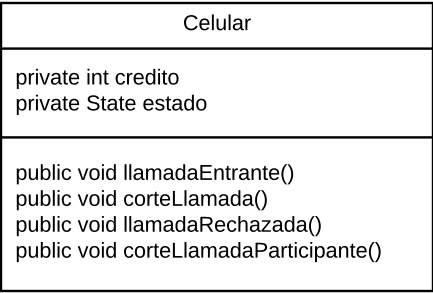 Celular
private int credito
private State estado
public void llamadaEntrante()
public void corteLlamada()
public void llamadaRechazada()
public void corteLlamadaParticipante()